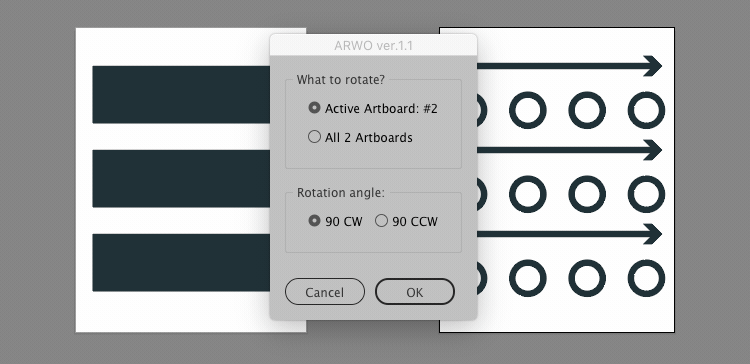 ARWO ver.1.1
What to rotate?
Active Artboard: #2
All 2 Artboards
Rotation angle:
90 CW 90 CCW
Cancel OK